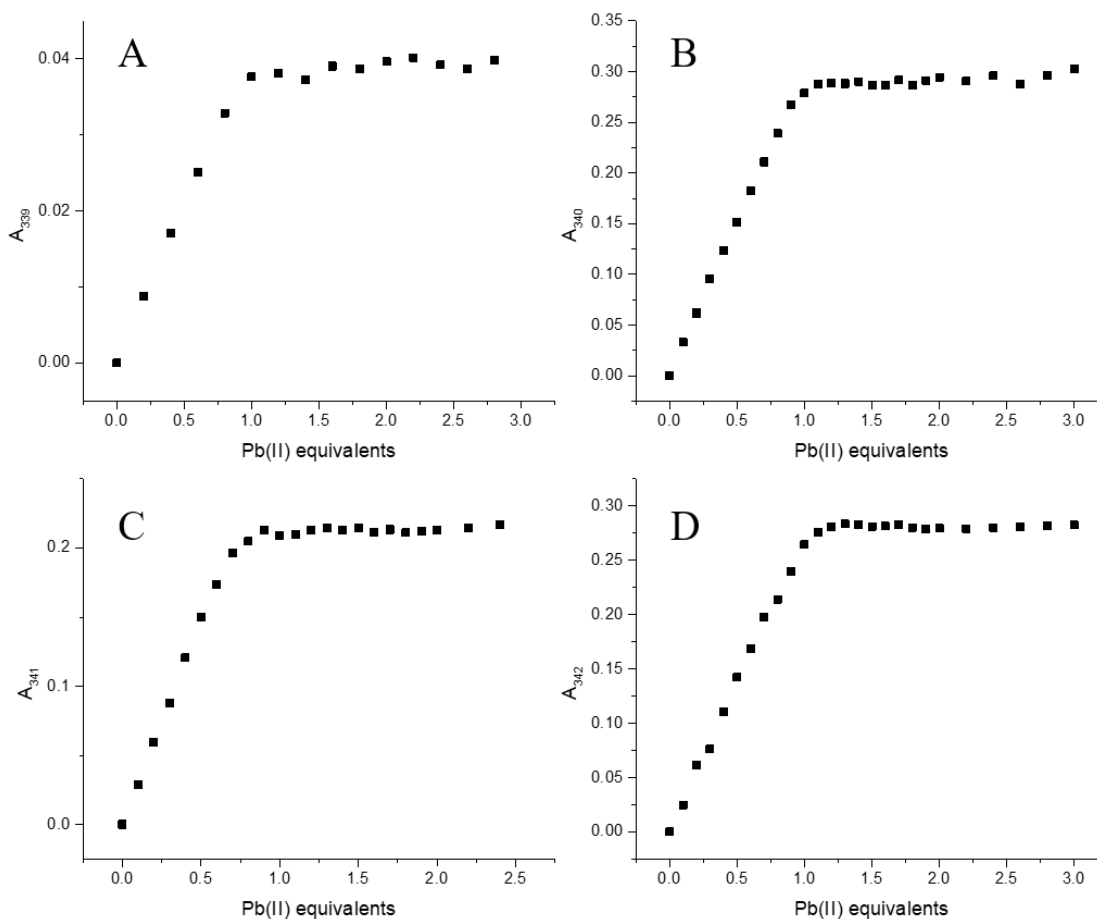 A
0.04
0.02
0.00
A339
0.0 0.5 1.0 1.5 2.0 2.5 3.0
Pb(II) equivalents
B
0.35
0.30
0.25
0.20
0.15
0.10
0.05
0.00
A340
0.0 0.5 1.0 1.5 2.0 2.5 3.0
Pb(II) equivalents
C
0.2
0.1
0.0
A341
0.0 0.5 1.0 1.5 2.0 2.5
Pb(II) equivalents
D
0.30
0.25
0.20
0.15
0.10
0.05
0.00
A342
0.0 0.5 1.0 1.5 2.0 2.5 3.0
Pb(II) equivalents